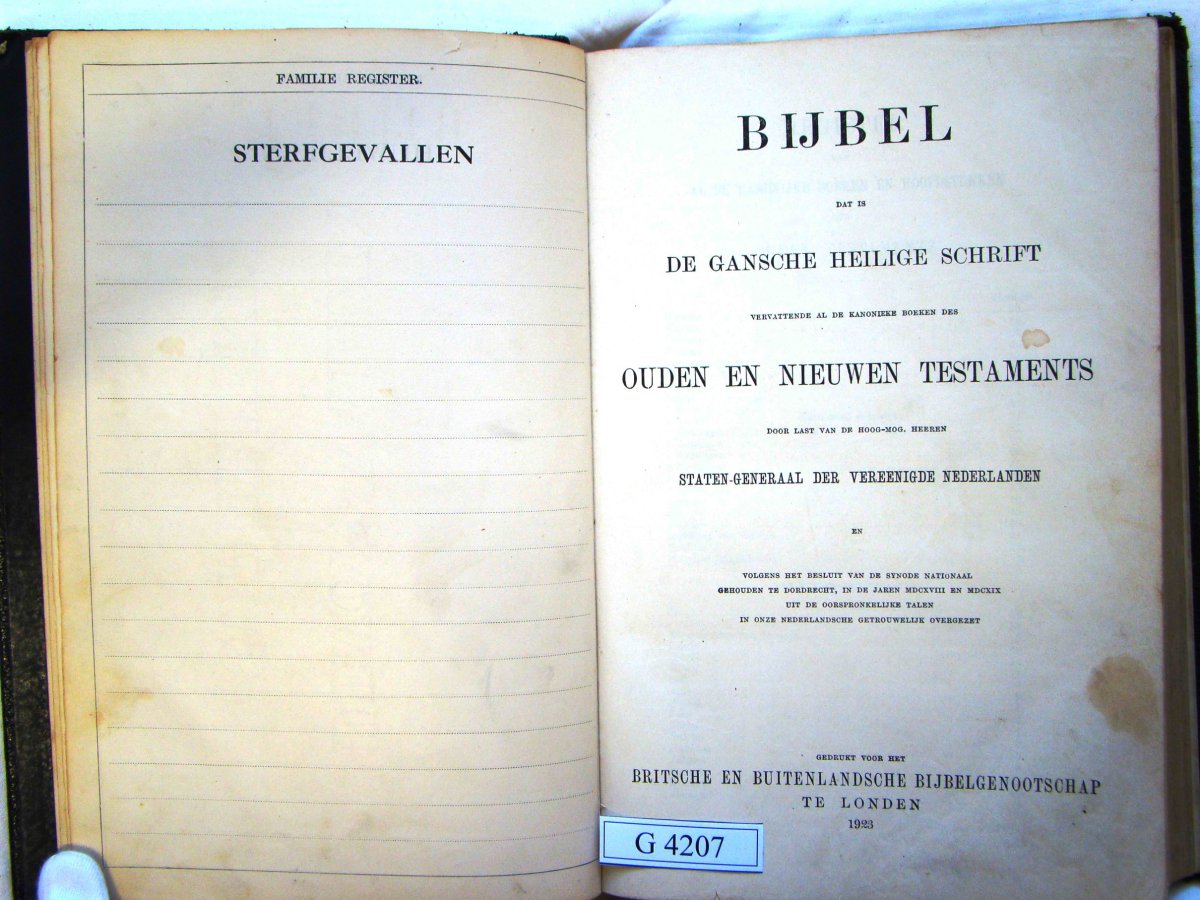 FAMILIE REGISTER.
STERFGEVALLEN
BIJBEL
DAT IS
DE GANSCHE HEILIGE SCHRIFT
VERVATTENDE AL DE KANONIEKE BOEKEN DES
OUDEN EN NIEUWEN TESTAMENTS
DOOR LAST VAN DE HOOG-MOG. HEEREN
STATEN-GENERAAL DER VEREENIGDE NEDERLANDEN
EN
VOLGENS HET BESLUIT VAN DE SYNODE NATIONAAL
GEHOUDEN TE DORDRECHT, IN DE JAREN MDCXVIII EN MDCXIX
UIT DE OORSPRONKELIJKE TALEN
IN ONZE NEDERLANDSCHE GETROUWELIJK OVERGEZET
GEDRUKT VOOR HET
BRITSCHE EN BUITENLANDSCHE BIJBELGENOOTSCHAP
TE LONDEN
1923
G 4207